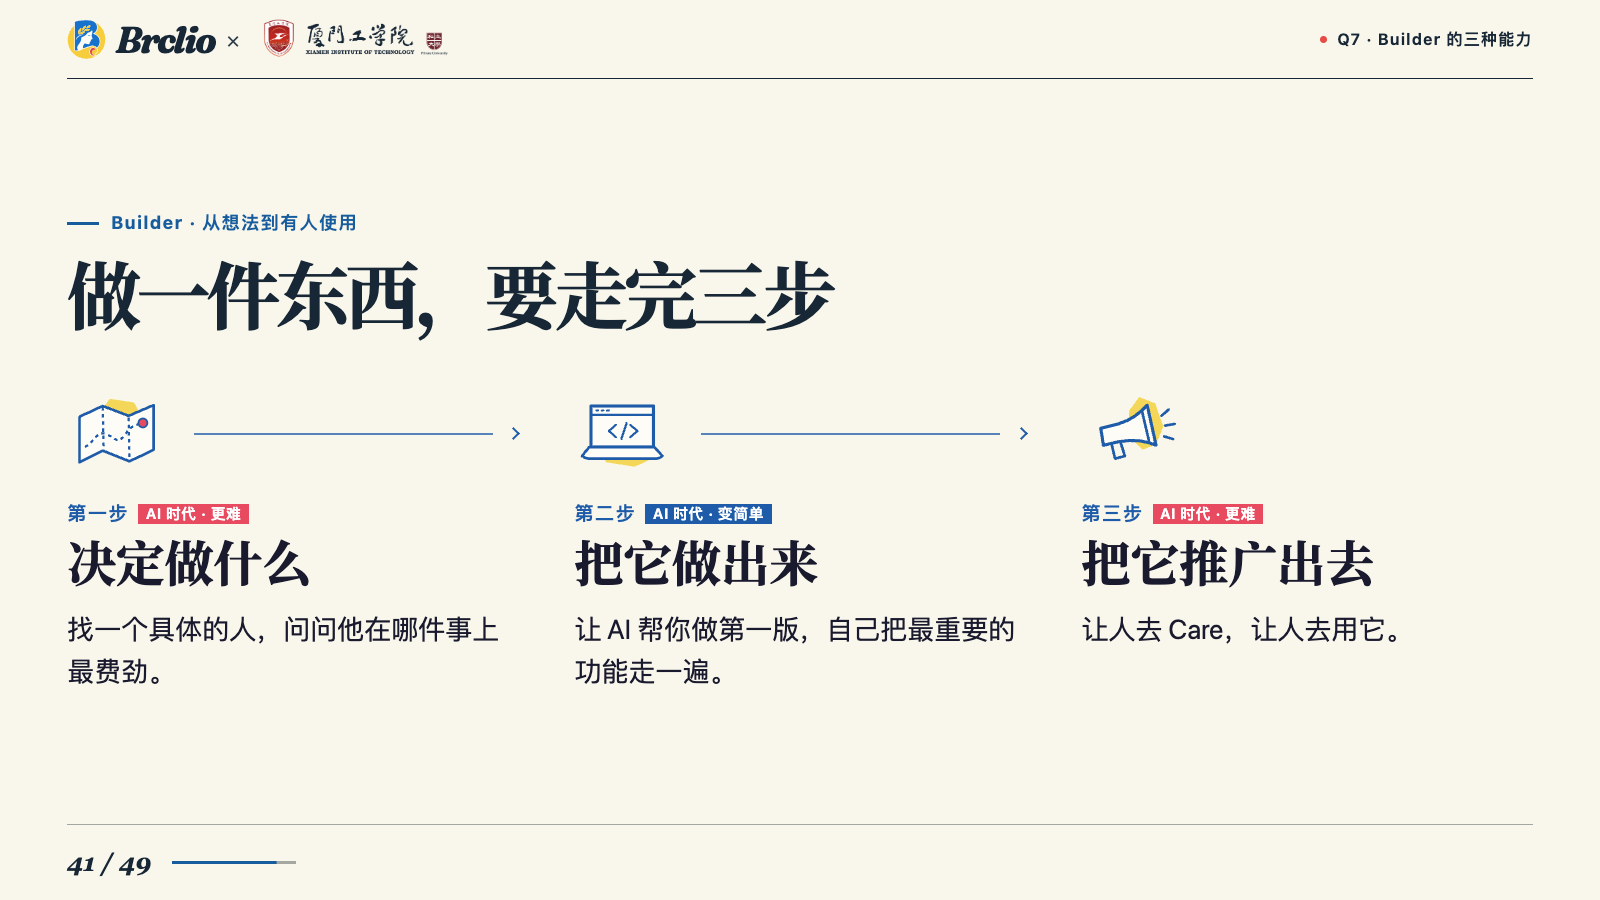 Brclio ×
厦门工学院
XIAMEN INSTITUTE OF TECHNOLOGY
Q7 · Builder 的三种能力
Builder · 从想法到有人使用
做一件东西，要走完三步
第一步 AI 时代 · 更难
决定做什么
找一个具体的人，问问他在哪件事上
最费劲。
第二步 AI 时代 · 变简单
把它做出来
让 AI 帮你做第一版，自己把最重要的
功能走一遍。
第三步 AI 时代 · 更难
把它推广出去
让人去 Care，让人去用它。
41 / 49